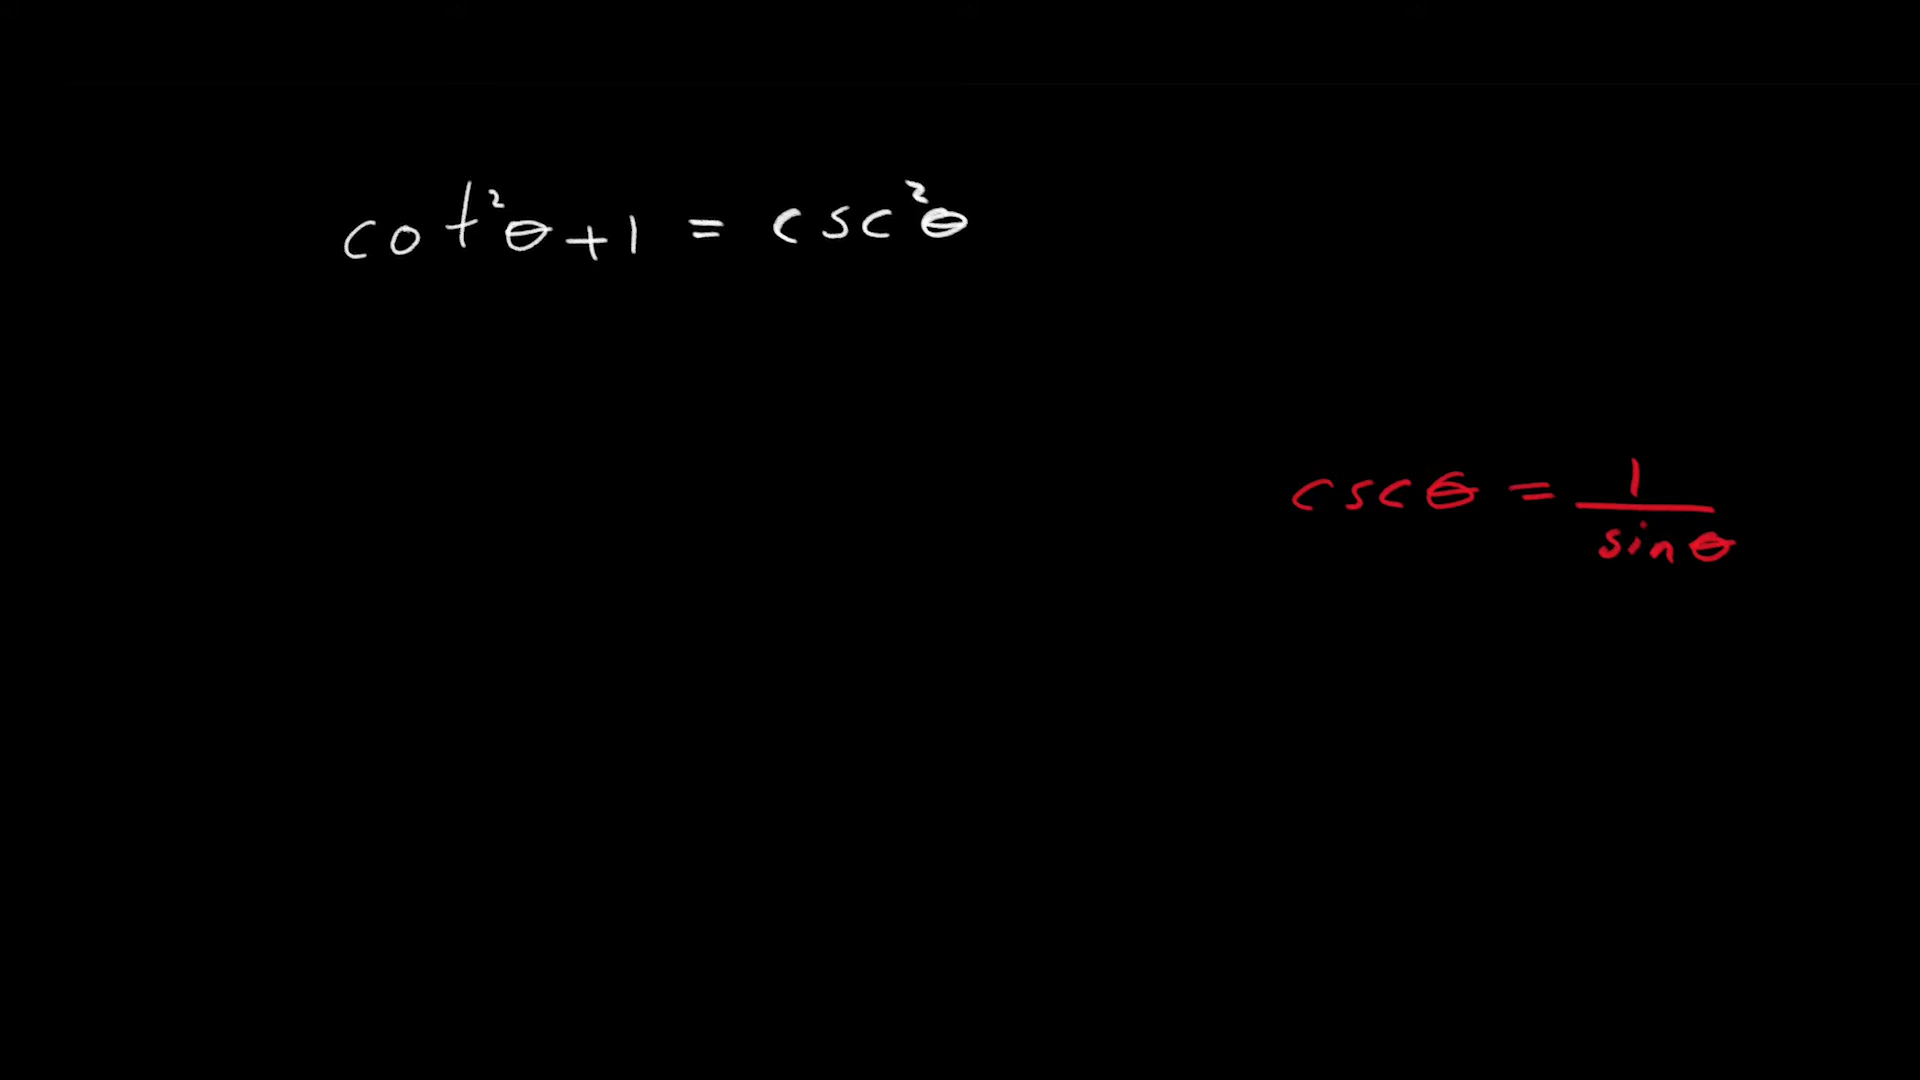 cot²θ+1 = csc²θ
cscθ = 1/sinθ